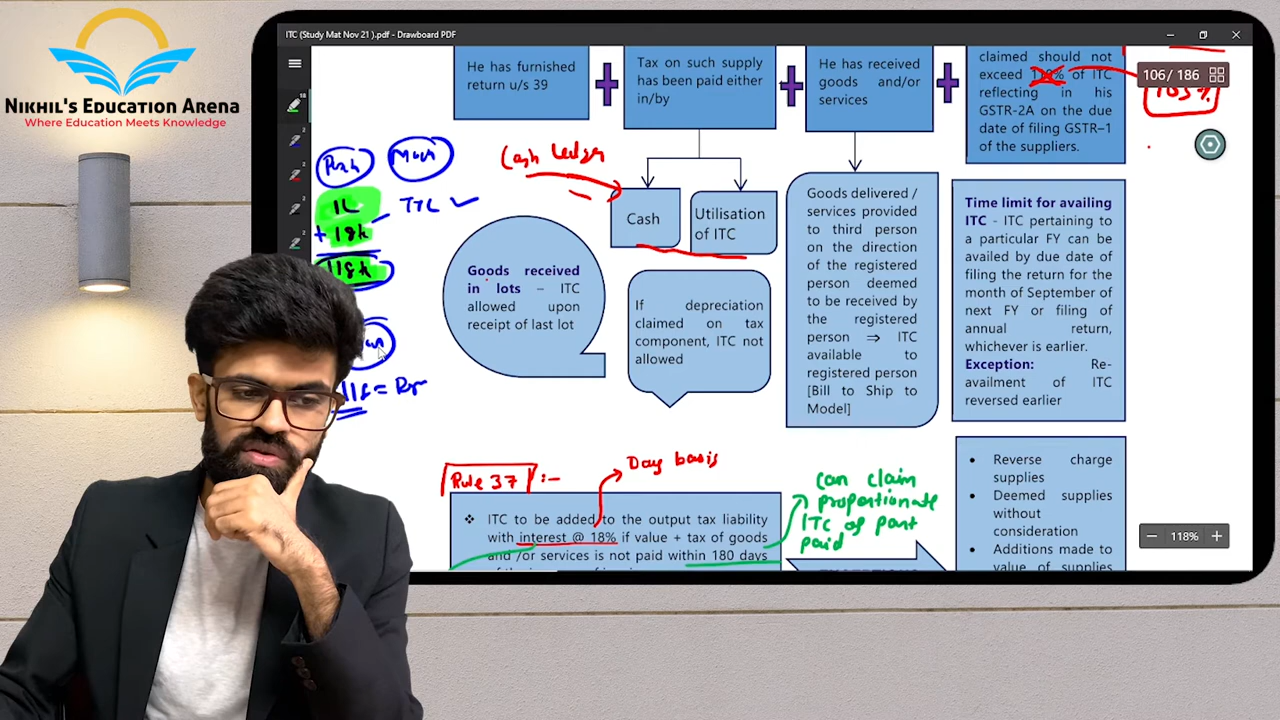 NIKHIL'S EDUCATION ARENA
Where Education Meets Knowledge
ITC (Study Mat Nov 21 ).pdf - Drawboard PDF
106 / 186
He has furnished
return u/s 39
Tax on such supply
has been paid either
in/by
He has received
goods and/or
services
claimed should not
exceed % of ITC
reflecting in his
GSTR-2A on the due
date of filing GSTR–1
of the suppliers.
105%
Cash Ledger
Cash
Utilisation
of ITC
1L
ITC
+ 18k
118k
Goods received
in lots – ITC
allowed upon
receipt of last lot
If depreciation
claimed on tax
component, ITC not
allowed
Goods delivered /
services provided
to third person
on the direction
of the registered
person deemed
to be received by
the registered
person ⇒ ITC
available to
registered person
[Bill to Ship to
Model]
Time limit for availing
ITC - ITC pertaining to
a particular FY can be
availed by due date of
filing the return for the
month of September of
next FY or filing of
annual return,
whichever is earlier.
Exception: Re-
availment of ITC
reversed earlier
Rule 37 :-
Day basis
can claim
proportionate
ITC of part
paid
❖ ITC to be added to the output tax liability
with interest @ 18% if value + tax of goods
and /or services is not paid within 180 days
• Reverse charge
supplies
• Deemed supplies
without
consideration
• Additions made to
value of supplies
118%